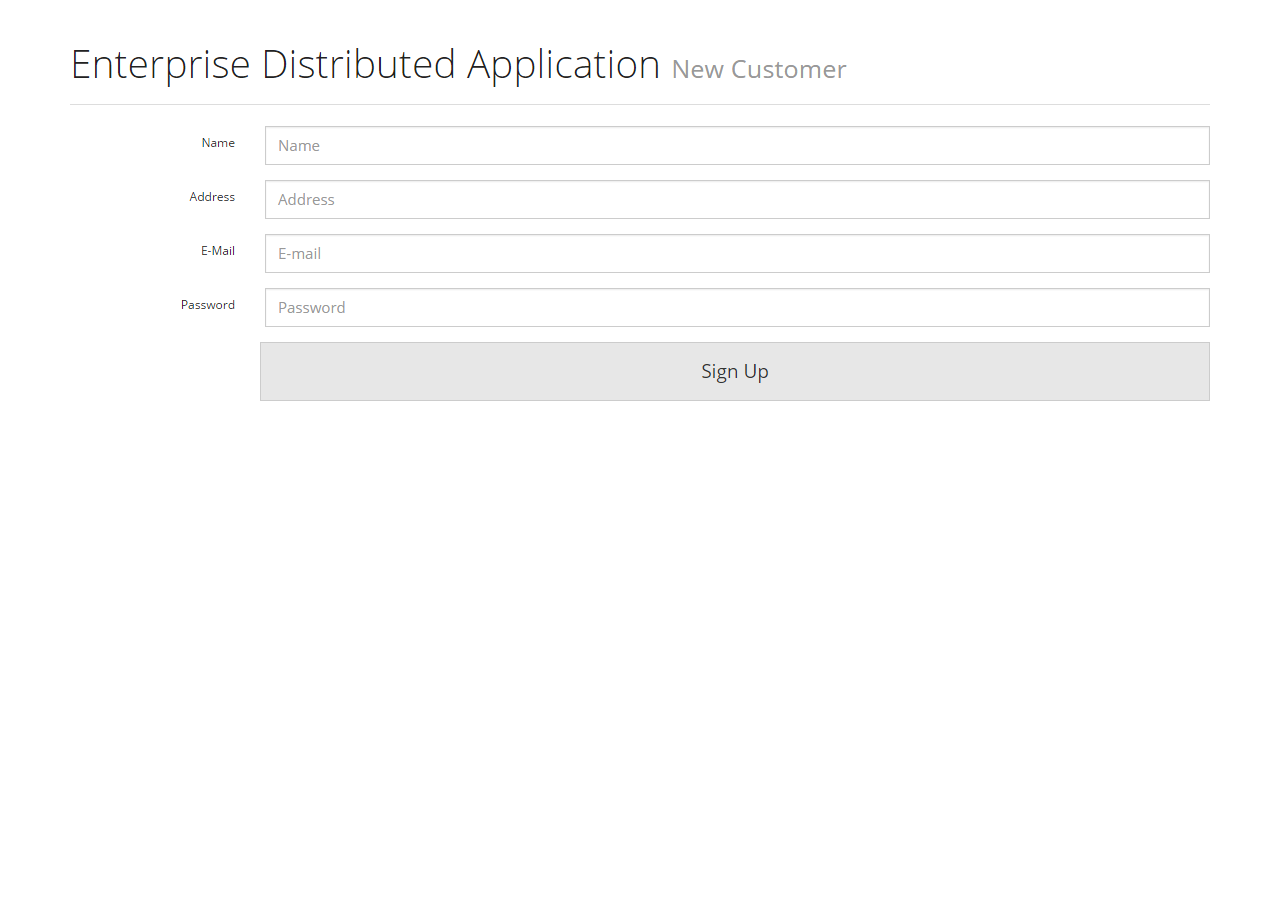 Enterprise Distributed Application New Customer
Name Name
Address Address
E-Mail E-mail
Password Password
Sign Up